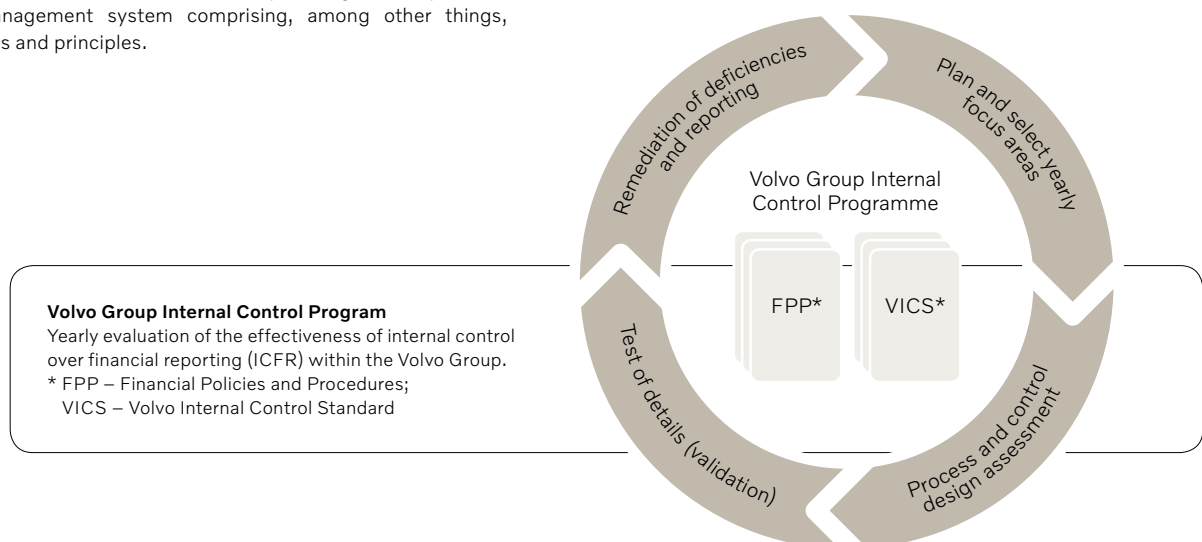 management system comprising, among other things,
s and principles.
Remediation of deficiencies
and reporting
Plan and select yearly
focus areas
Volvo Group Internal
Control Programme
FPP*
VICS*
Volvo Group Internal Control Program
Yearly evaluation of the effectiveness of internal control
over financial reporting (ICFR) within the Volvo Group.
* FPP – Financial Policies and Procedures;
VICS – Volvo Internal Control Standard
Test of details (validation)
Process and control
design assessment